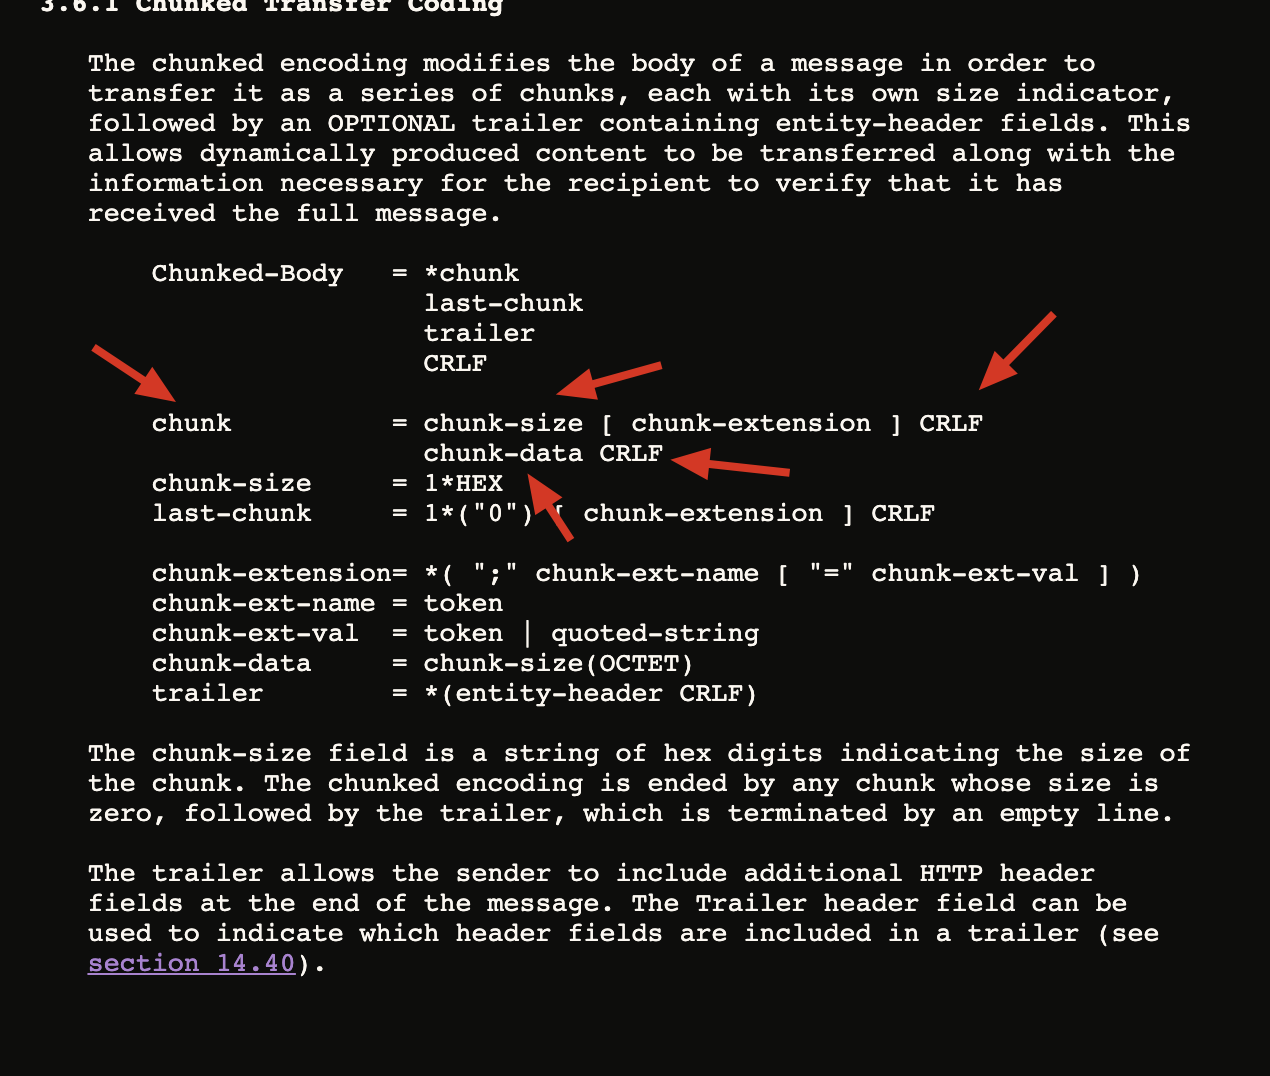 3.6.1 Chunked Transfer Coding
The chunked encoding modifies the body of a message in order to
transfer it as a series of chunks, each with its own size indicator,
followed by an OPTIONAL trailer containing entity-header fields. This
allows dynamically produced content to be transferred along with the
information necessary for the recipient to verify that it has
received the full message.
Chunked-Body   = *chunk
last-chunk
trailer
CRLF
chunk          = chunk-size [ chunk-extension ] CRLF
chunk-data CRLF
chunk-size     = 1*HEX
last-chunk     = 1*("0") [ chunk-extension ] CRLF
chunk-extension= *( ";" chunk-ext-name [ "=" chunk-ext-val ] )
chunk-ext-name = token
chunk-ext-val  = token | quoted-string
chunk-data     = chunk-size(OCTET)
trailer        = *(entity-header CRLF)
The chunk-size field is a string of hex digits indicating the size of
the chunk. The chunked encoding is ended by any chunk whose size is
zero, followed by the trailer, which is terminated by an empty line.
The trailer allows the sender to include additional HTTP header
fields at the end of the message. The Trailer header field can be
used to indicate which header fields are included in a trailer (see
section 14.40).